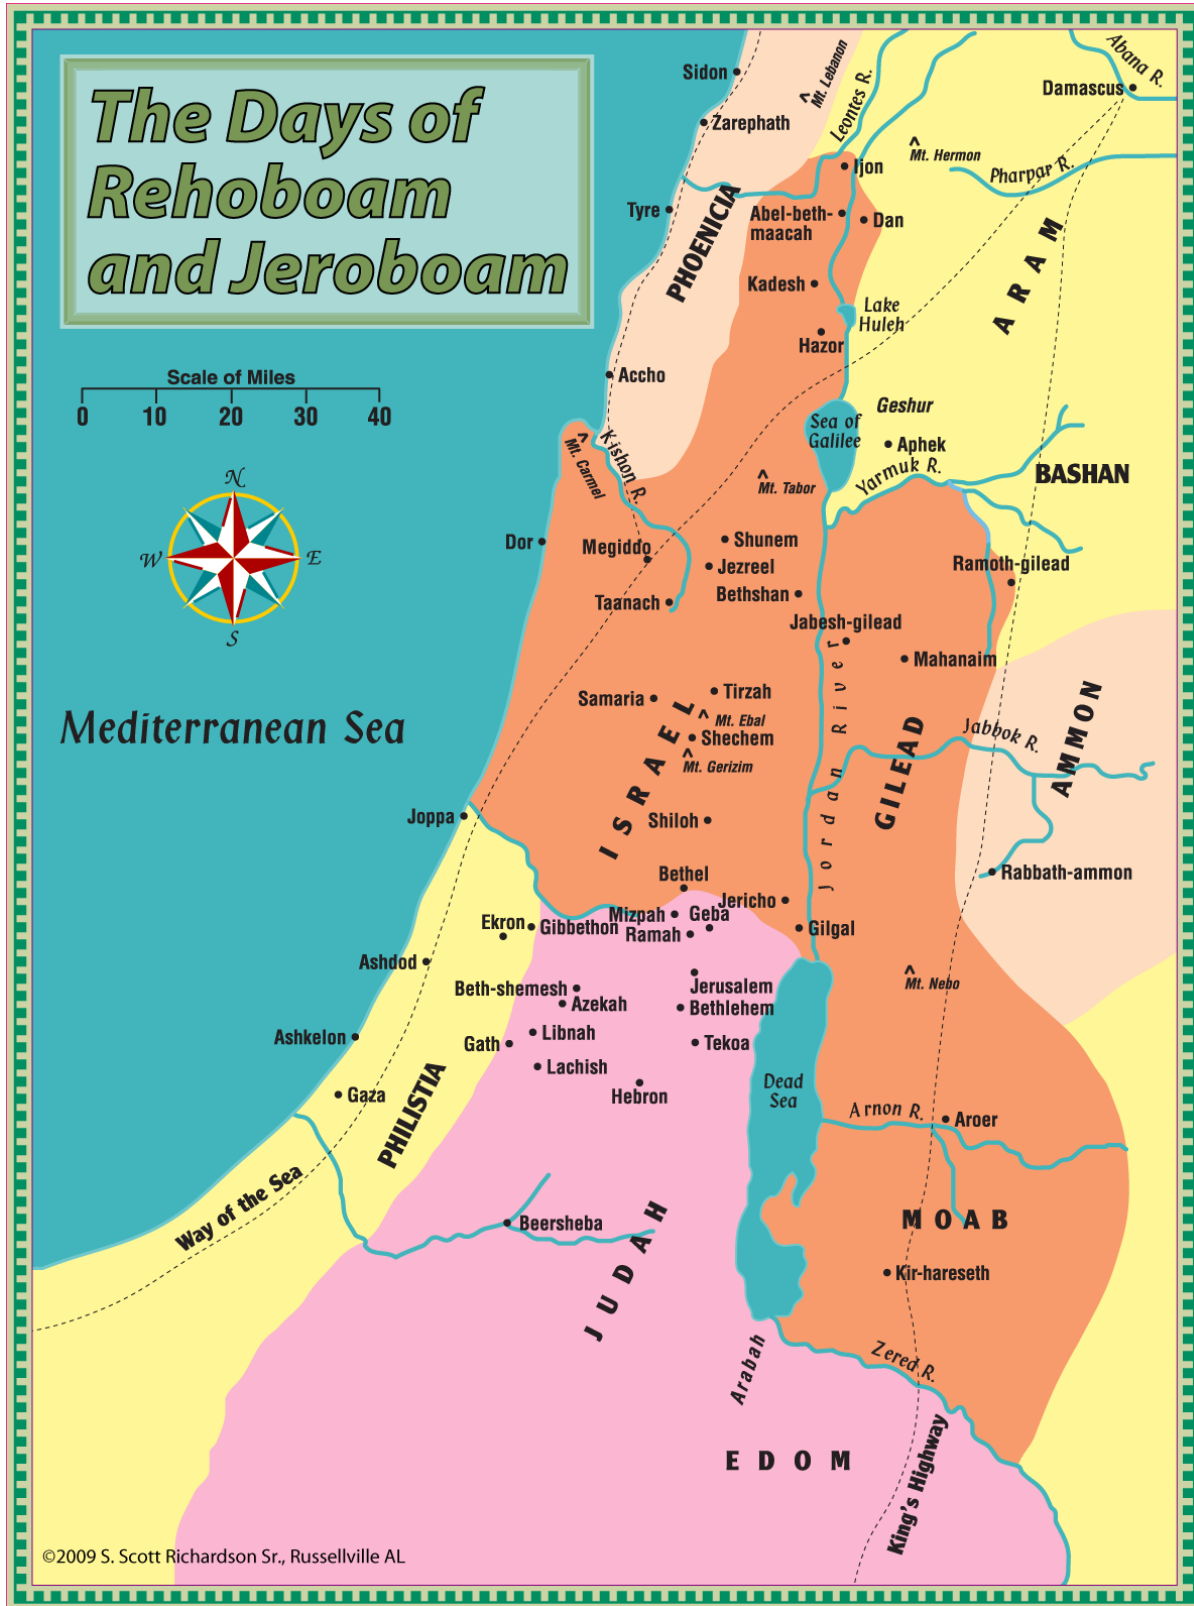 The Days of
Rehoboam
and Jeroboam
Scale of Miles
0 10 20 30 40
N
W E
S
Mediterranean Sea
Sidon
Mt. Lebanon
Leontes R.
Abana R.
Damascus
Zarephath
Ijon
Mt. Hermon
Pharpar R.
Tyre
PHOENICIA
Abel-beth-
maacah
Dan
ARAM
Kadesh
Lake
Huleh
Hazor
Accho
Geshur
Sea of
Galilee
Aphek
Kishon R.
Mt. Carmel
Mt. Tabor
Yarmuk R.
BASHAN
Dor
Megiddo
Shunem
Jezreel
Ramoth-gilead
Taanach
Bethshan
Jabesh-gilead
Mahanaim
Samaria
Tirzah
Mt. Ebal
Shechem
Mt. Gerizim
ISRAEL
Jordan River
GILEAD
Jabbok R.
AMMON
Joppa
Shiloh
Rabbath-ammon
Bethel
Jericho
Mizpah
Geba
Ramah
Gilgal
Ekron
Gibbethon
Ashdod
Jerusalem
Mt. Nebo
Beth-shemesh
Azekah
Bethlehem
Ashkelon
Libnah
Gath
Tekoa
Lachish
Gaza
Hebron
Dead
Sea
PHILISTIA
Arnon R.
Aroer
Way of the Sea
Beersheba
JUDAH
MOAB
Kir-hareseth
Arabah
Zered R.
EDOM
King's Highway
©2009 S. Scott Richardson Sr., Russellville AL